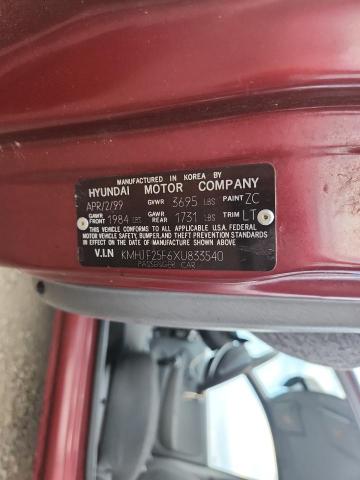 MANUFACTURED IN KOREA BY
HYUNDAI MOTOR COMPANY
APR/2/99 GVWR 3695 LBS PAINT ZC
GAWR FRONT 1984 LBS GAWR REAR 1731 LBS TRIM LT
THIS VEHICLE CONFORMS TO ALL APPLICABLE U.S.A. FEDERAL
MOTOR VEHICLE SAFETY, BUMPER, AND THEFT PREVENTION STANDARDS
IN EFFECT ON THE DATE OF MANUFACTURE SHOWN ABOVE.
V.I.N KMHJF25F6XU833540
PASSENGER CAR